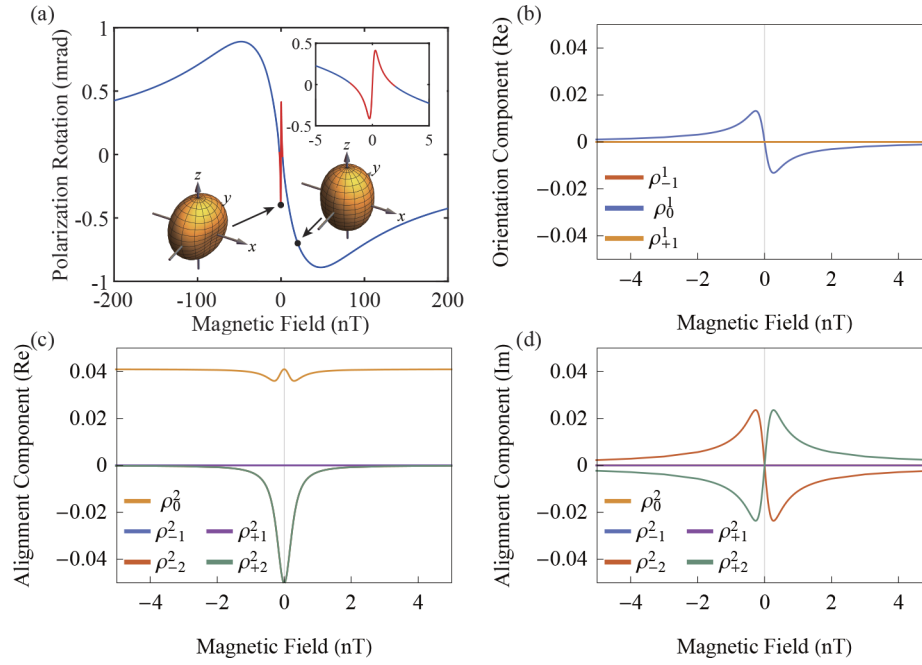 (a)
Polarization Rotation (mrad)
1
0.5
0
-0.5
-1
-200
-100
0
100
200
Magnetic Field (nT)
0.5
0
-0.5
-5
0
5
z
y
x
z
y
x
(b)
Orientation Component (Re)
0.04
0.02
0
−0.02
−0.04
ρ¹₋₁
ρ¹₀
ρ¹₊₁
−4
−2
0
2
4
Magnetic Field (nT)
(c)
Alignment Component (Re)
0.04
0.02
0
−0.02
−0.04
ρ²₀
ρ²₋₁ ρ²₊₁
ρ²₋₂ ρ²₊₂
−4
−2
0
2
4
Magnetic Field (nT)
(d)
Alignment Component (Im)
0.04
0.02
0
−0.02
−0.04
ρ²₀
ρ²₋₁ ρ²₊₁
ρ²₋₂ ρ²₊₂
−4
−2
0
2
4
Magnetic Field (nT)